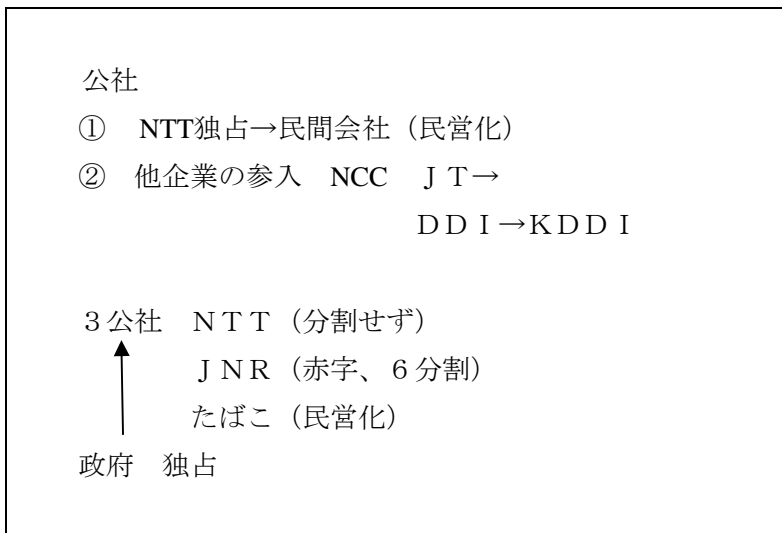 公社
① NTT独占→民間会社（民営化）
② 他企業の参入 NCC ＪＴ→
ＤＤＩ→ＫＤＤＩ
３公社 ＮＴＴ（分割せず）
ＪＮＲ（赤字、６分割）
たばこ（民営化）
政府 独占